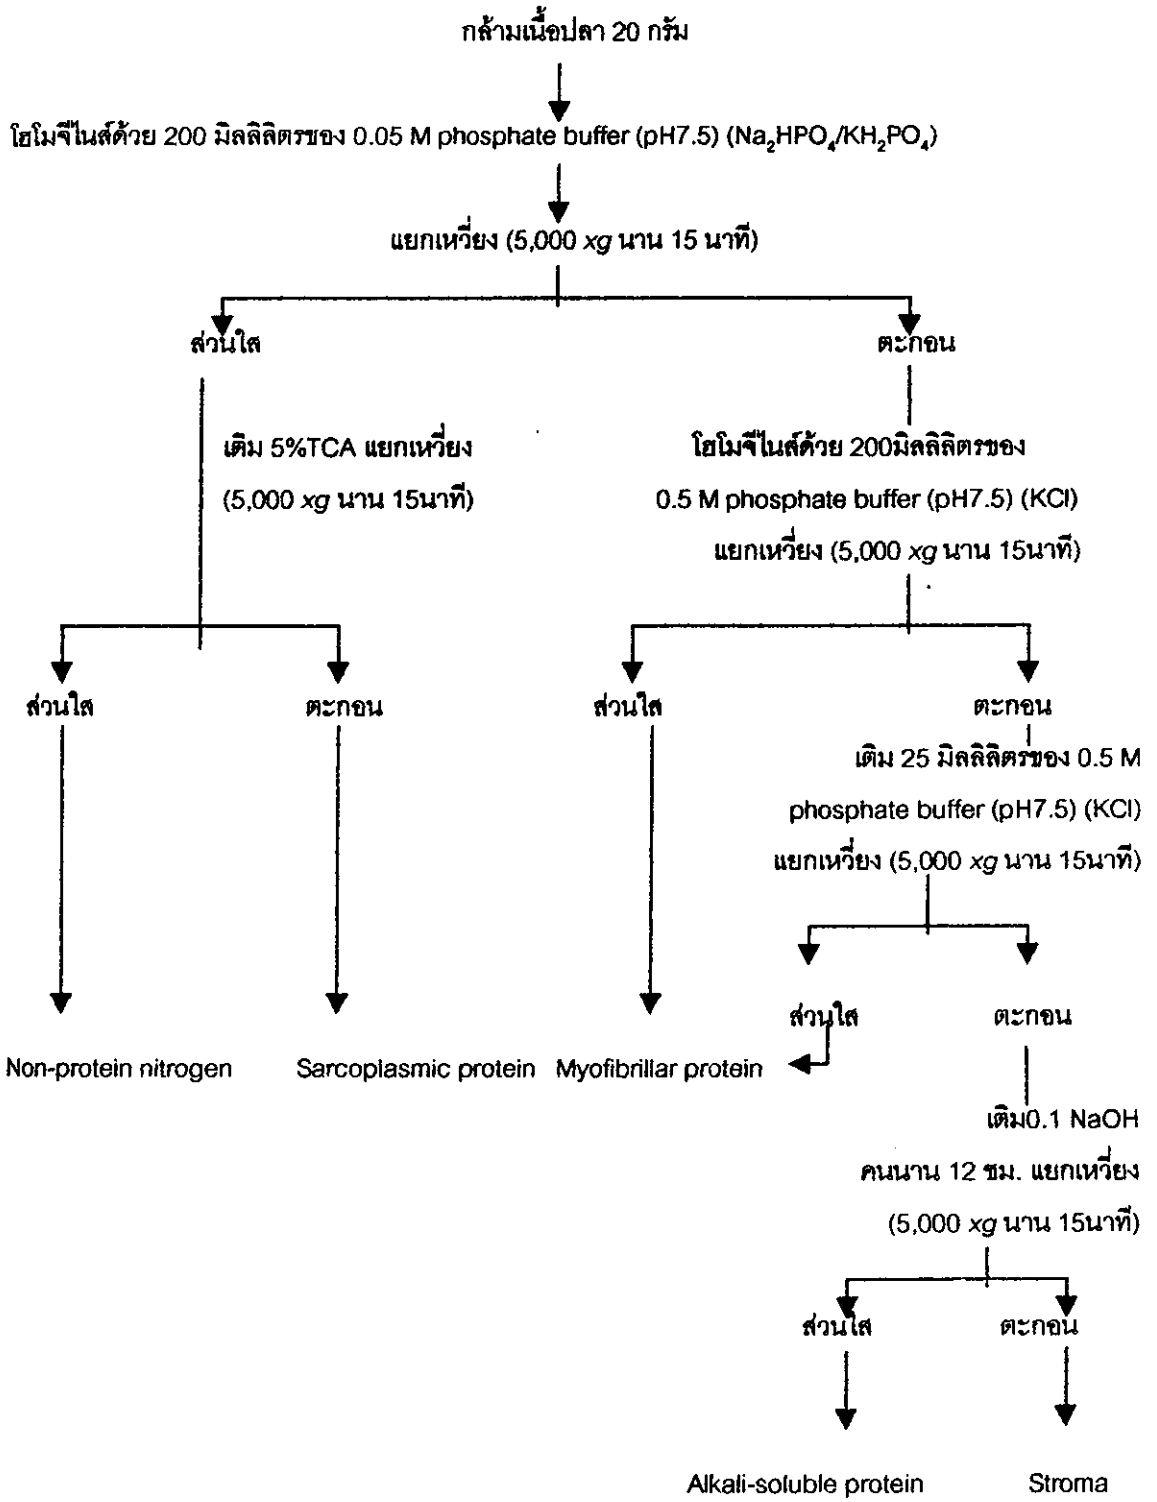 กล้ามเนื้อปลา 20 กรัม
โฮโมจีไนส์ด้วย 200 มิลลิลิตรของ 0.05 M phosphate buffer (pH7.5) (Na₂HPO₄/KH₂PO₄)
แยกเหวี่ยง (5,000 xg นาน 15 นาที)
ส่วนใส
ตะกอน
เติม 5%TCA แยกเหวี่ยง
(5,000 xg นาน 15นาที)
โฮโมจีไนส์ด้วย 200มิลลิลิตรของ
0.5 M phosphate buffer (pH7.5) (KCl)
แยกเหวี่ยง (5,000 xg นาน 15นาที)
ส่วนใส
ตะกอน
ส่วนใส
ตะกอน
เติม 25 มิลลิลิตรของ 0.5 M
phosphate buffer (pH7.5) (KCl)
แยกเหวี่ยง (5,000 xg นาน 15นาที)
ส่วนใส
ตะกอน
Non-protein nitrogen
Sarcoplasmic protein
Myofibrillar protein
เติม0.1 NaOH
คนนาน 12 ชม. แยกเหวี่ยง
(5,000 xg นาน 15นาที)
ส่วนใส
ตะกอน
Alkali-soluble protein
Stroma